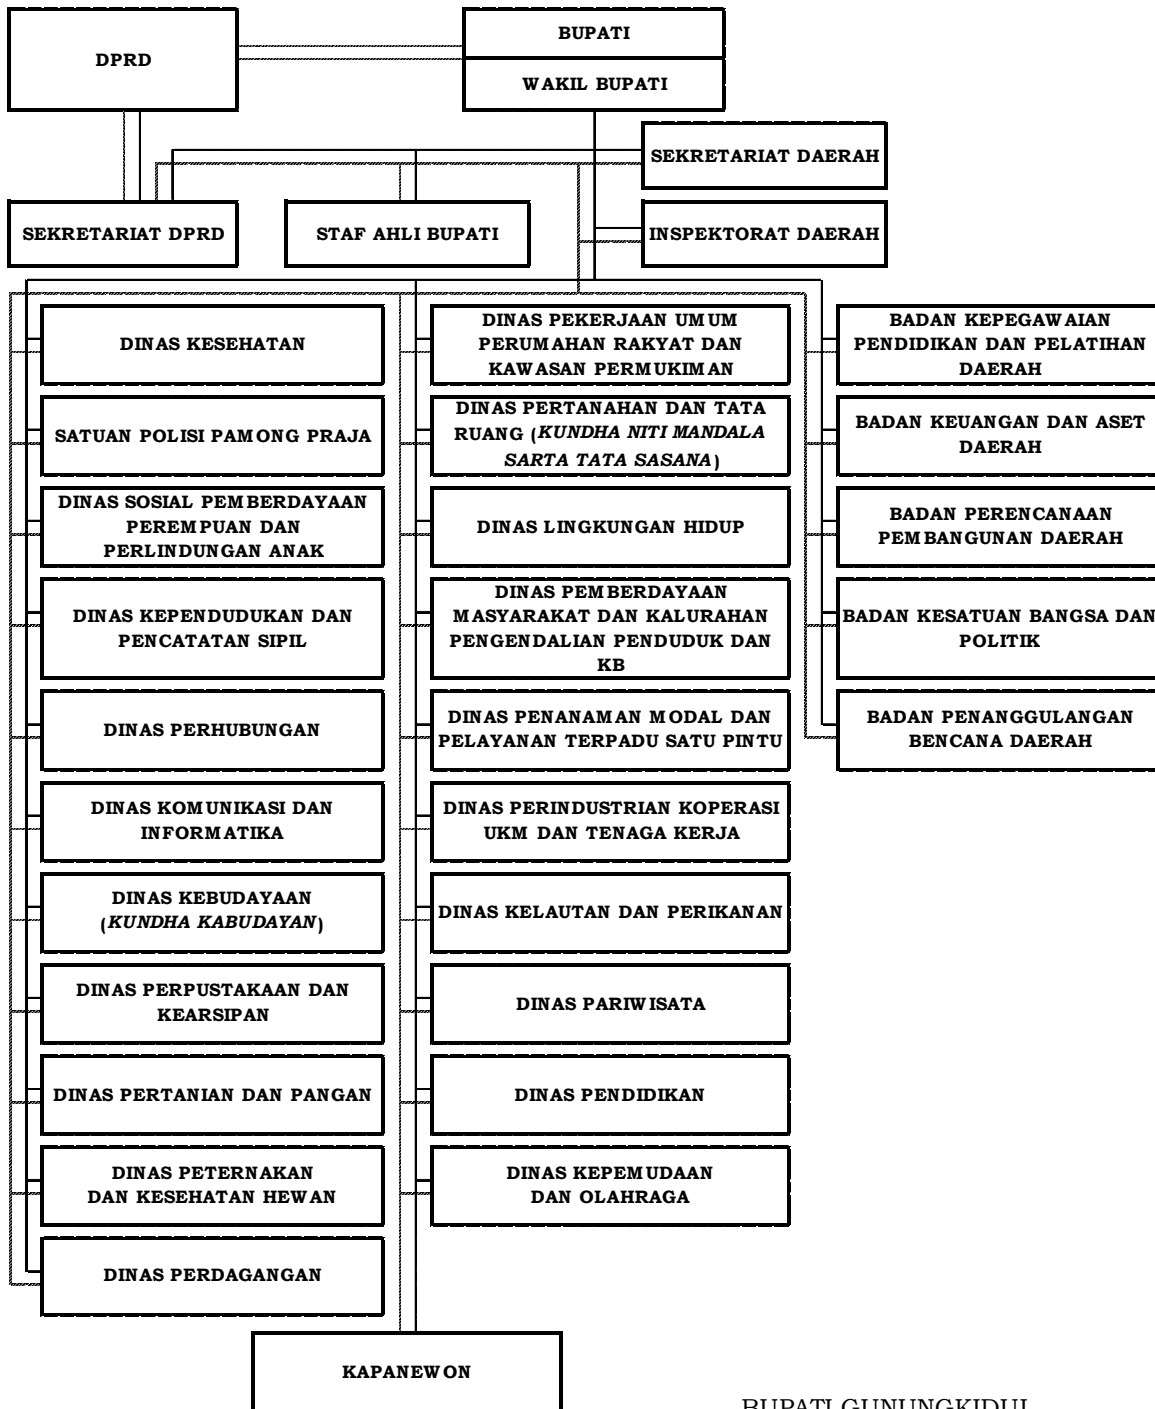 DPRD
BUPATI
WAKIL BUPATI
SEKRETARIAT DAERAH
SEKRETARIAT DPRD
STAF AHLI BUPATI
INSPEKTORAT DAERAH
DINAS KESEHATAN
SATUAN POLISI PAMONG PRAJA
DINAS SOSIAL PEMBERDAYAAN
PEREMPUAN DAN
PERLINDUNGAN ANAK
DINAS KEPENDUDUKAN DAN
PENCATATAN SIPIL
DINAS PERHUBUNGAN
DINAS KOMUNIKASI DAN
INFORMATIKA
DINAS KEBUDAYAAN
(KUNDHA KABUDAYAN)
DINAS PERPUSTAKAAN DAN
KEARSIPAN
DINAS PERTANIAN DAN PANGAN
DINAS PETERNAKAN
DAN KESEHATAN HEWAN
DINAS PERDAGANGAN
DINAS PEKERJAAN UMUM
PERUMAHAN RAKYAT DAN
KAWASAN PERMUKIMAN
DINAS PERTANAHAN DAN TATA
RUANG (KUNDHA NITI MANDALA
SARTA TATA SASANA)
DINAS LINGKUNGAN HIDUP
DINAS PEMBERDAYAAN
MASYARAKAT DAN KALURAHAN
PENGENDALIAN PENDUDUK DAN
KB
DINAS PENANAMAN MODAL DAN
PELAYANAN TERPADU SATU PINTU
DINAS PERINDUSTRIAN KOPERASI
UKM DAN TENAGA KERJA
DINAS KELAUTAN DAN PERIKANAN
DINAS PARIWISATA
DINAS PENDIDIKAN
DINAS KEPEMUDAAN
DAN OLAHRAGA
BADAN KEPEGAWAIAN
PENDIDIKAN DAN PELATIHAN
DAERAH
BADAN KEUANGAN DAN ASET
DAERAH
BADAN PERENCANAAN
PEMBANGUNAN DAERAH
BADAN KESATUAN BANGSA DAN
POLITIK
BADAN PENANGGULANGAN
BENCANA DAERAH
KAPANEWON
BUPATI GUNUNGKIDUL